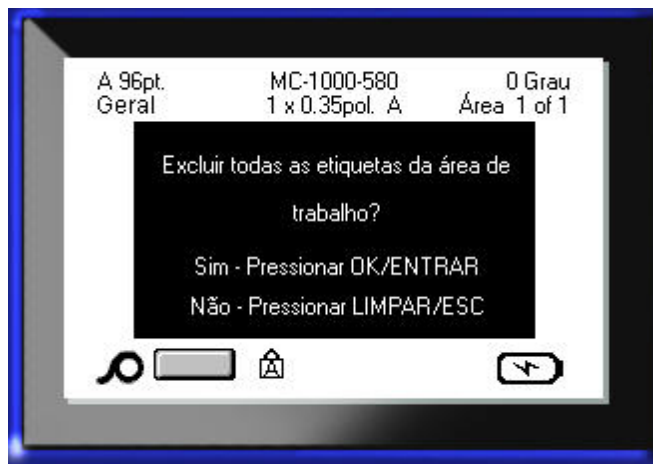 A 96pt. MC-1000-580 0 Grau
Geral 1 x 0.35pol. A Área 1 of 1
Excluir todas as etiquetas da área de
trabalho?
Sim - Pressionar OK/ENTRAR
Não - Pressionar LIMPAR/ESC
A